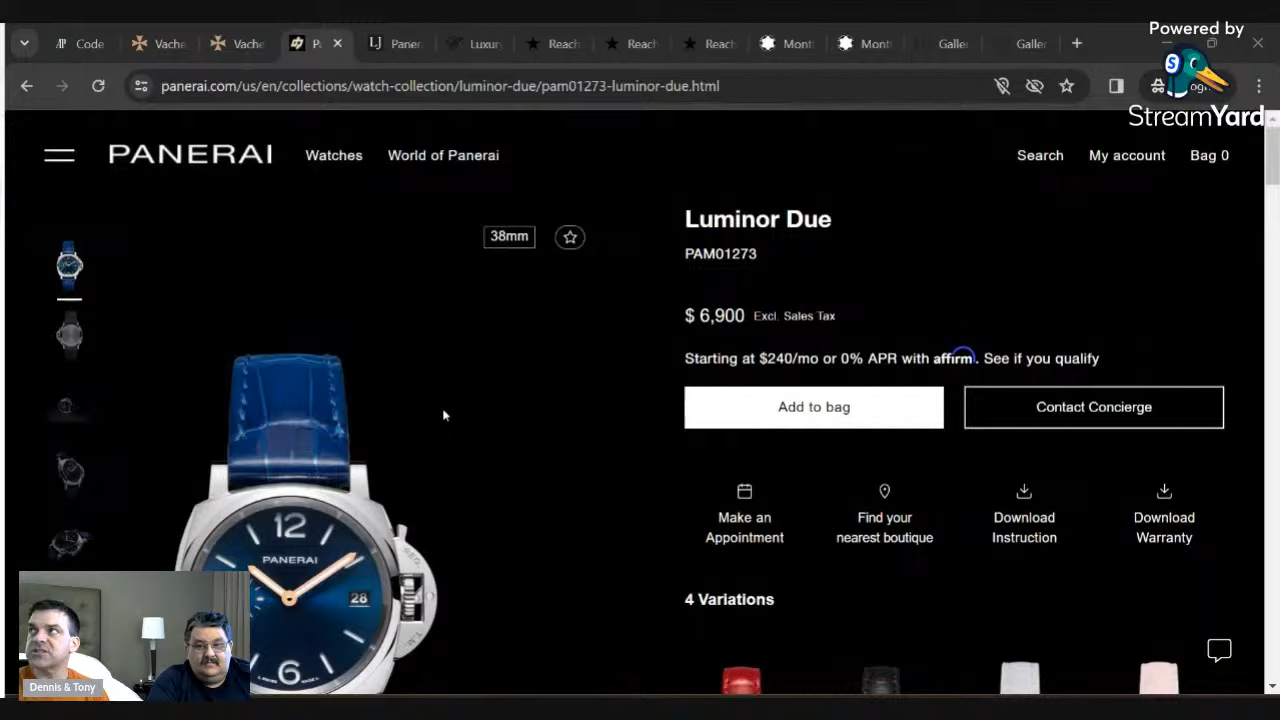 Powered by
StreamYard
Code
Vache
Vache
P
Paner
Luxur
Reach
Reach
Reach
Mont
Mont
Galler
Galler
panerai.com/us/en/collections/watch-collection/luminor-due/pam01273-luminor-due.html
PANERAI
Watches
World of Panerai
Search
My account
Bag 0
38mm
Luminor Due
PAM01273
$ 6,900 Excl. Sales Tax
Starting at $240/mo or 0% APR with affirm. See if you qualify
Add to bag
Contact Concierge
Make an
Appointment
Find your
nearest boutique
Download
Instruction
Download
Warranty
4 Variations
12
PANERAI
28
6
Dennis & Tony